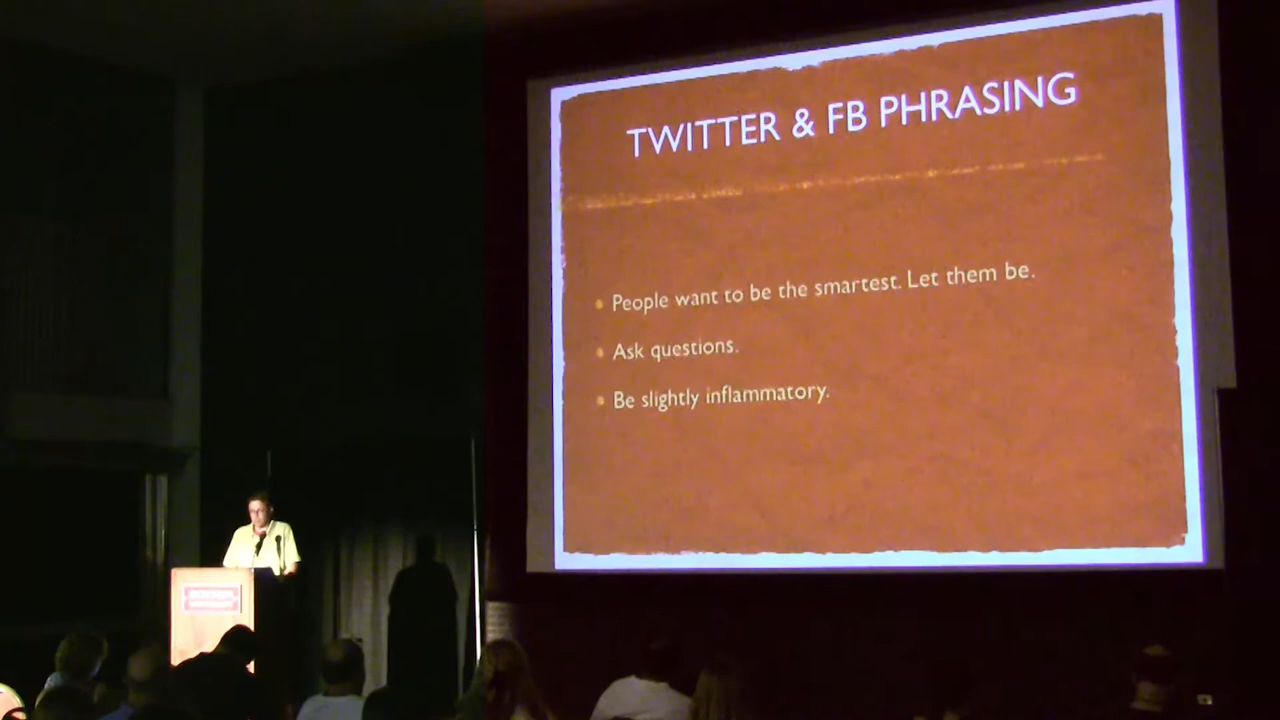 TWITTER & FB PHRASING
People want to be the smartest. Let them be.
Ask questions.
Be slightly inflammatory.